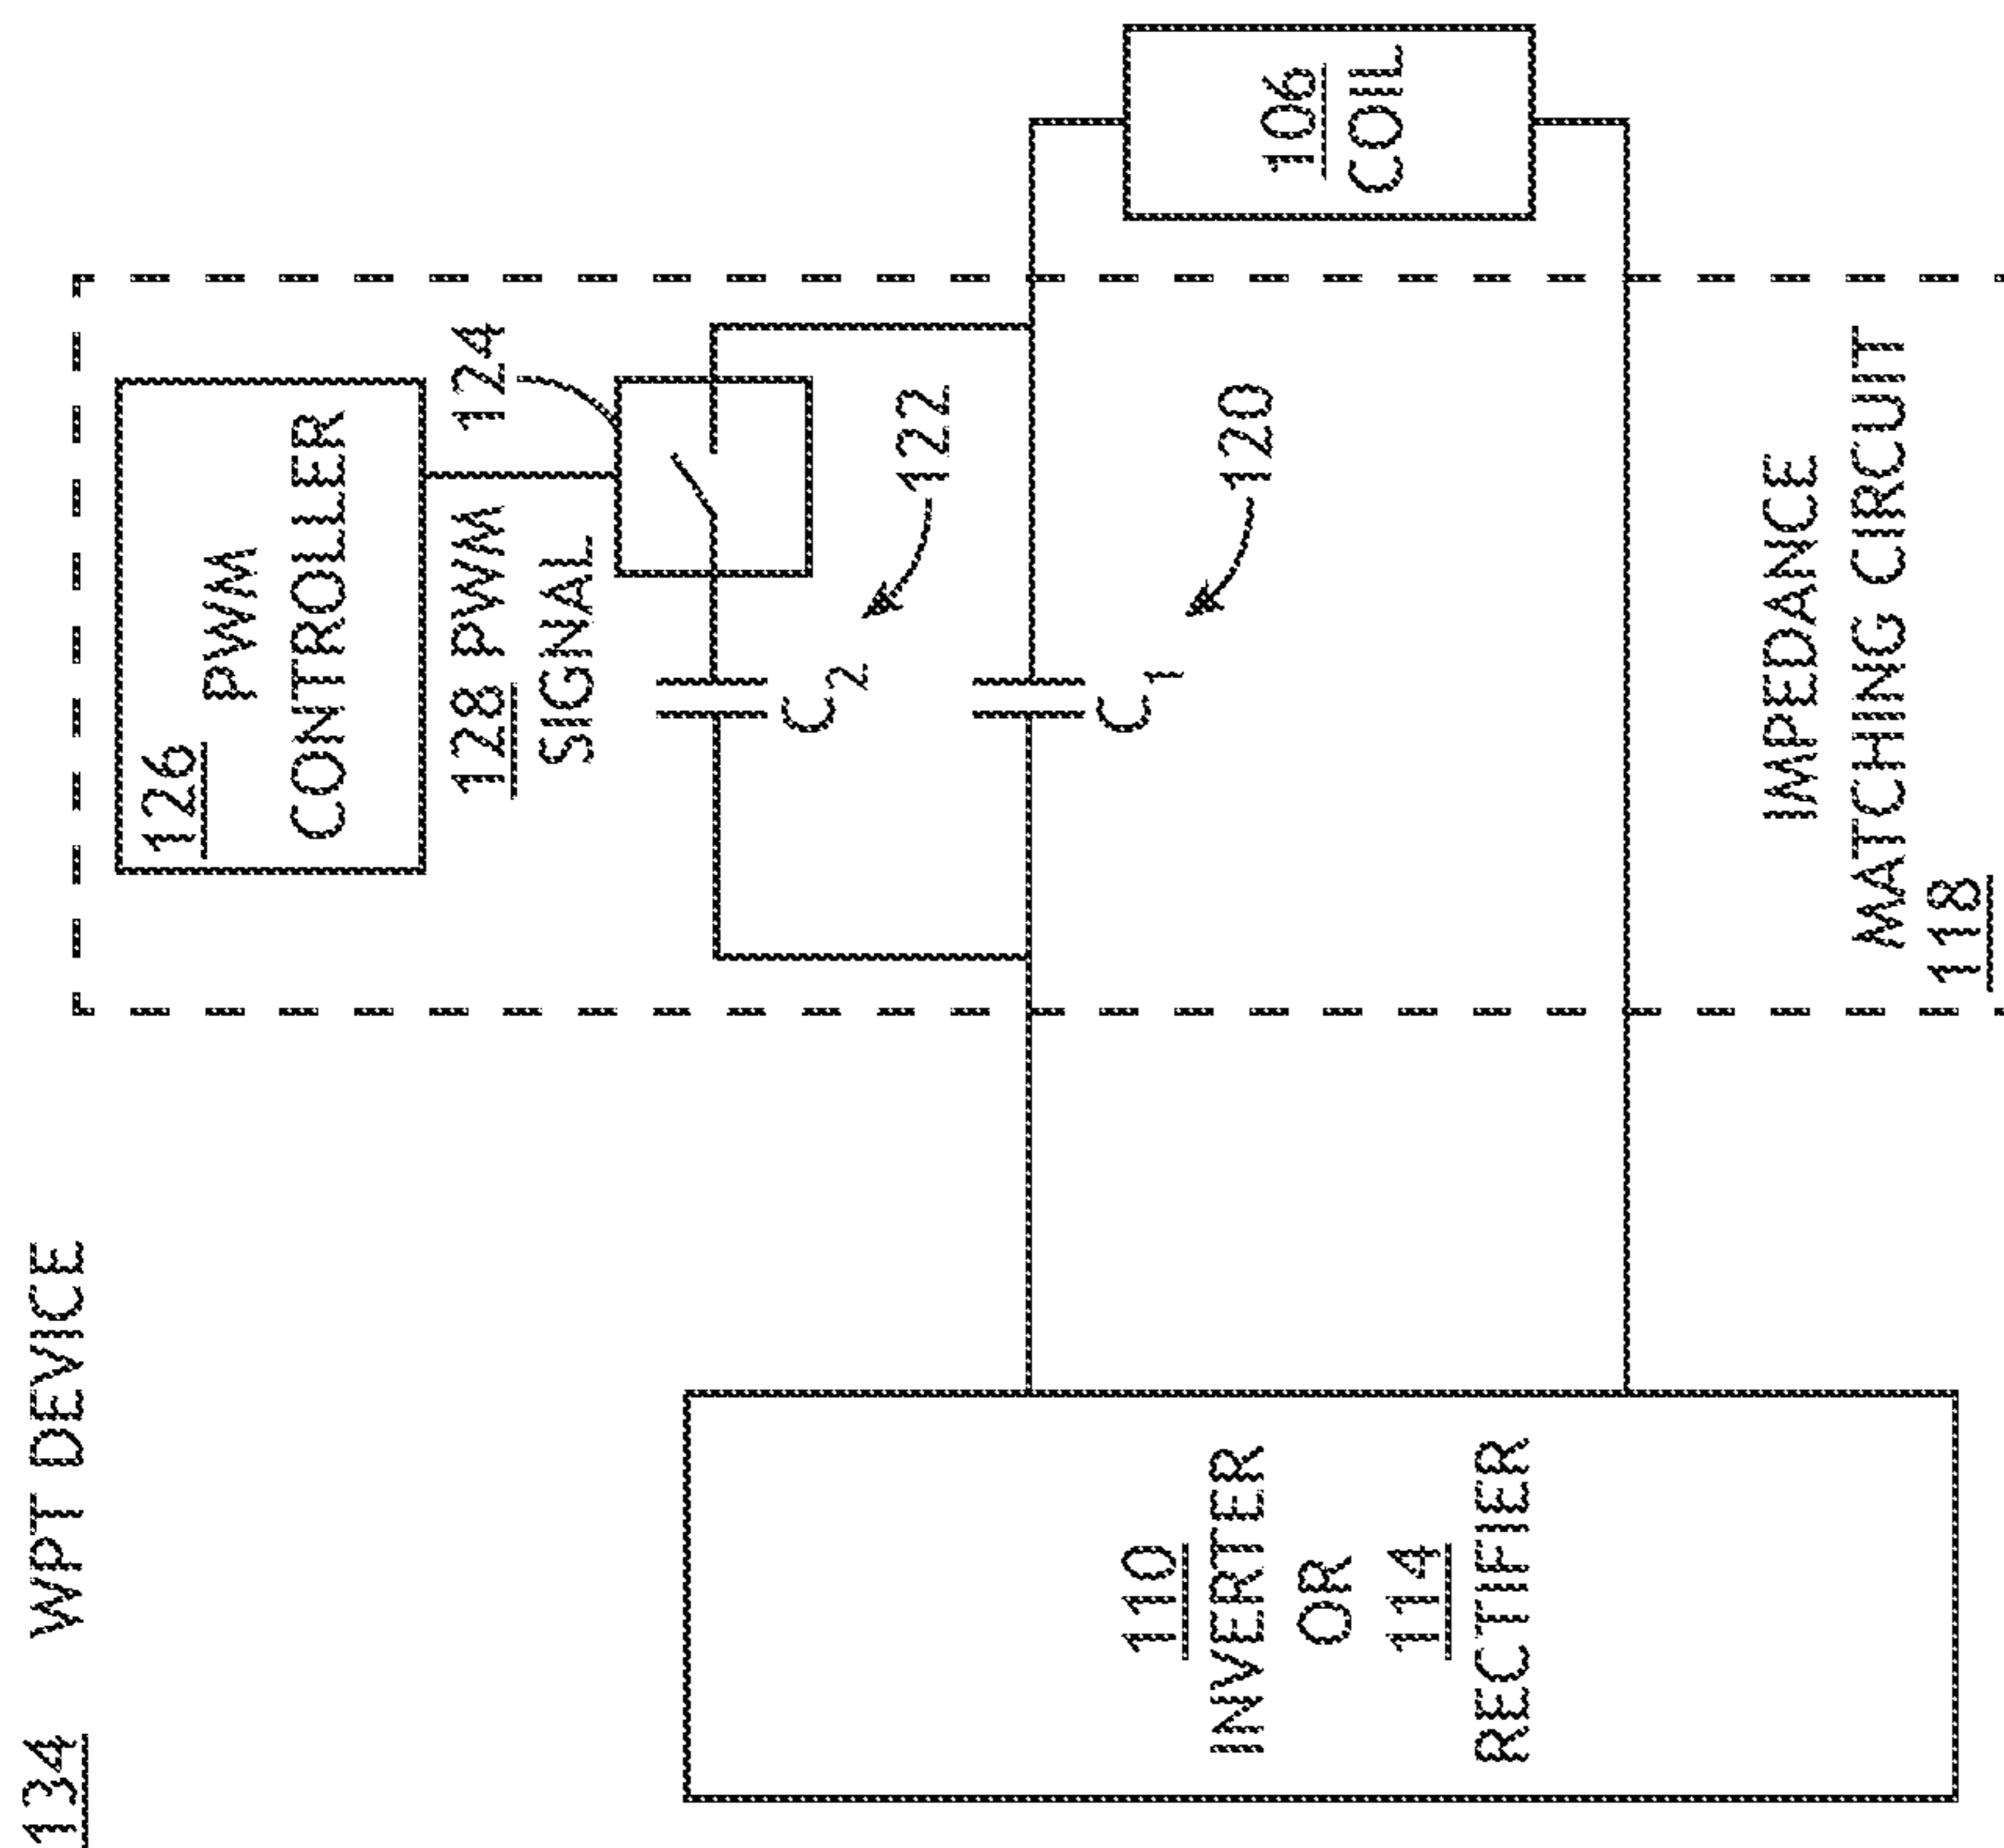 134 WPT DEVICE
126
PWM
CONTROLLER
128 PWM
SIGNAL
124
C2
122
C1
120
110
INVERTER
OR
114
RECTIFIER
106
COIL
IMPEDANCE
MATCHING CIRCUIT
118